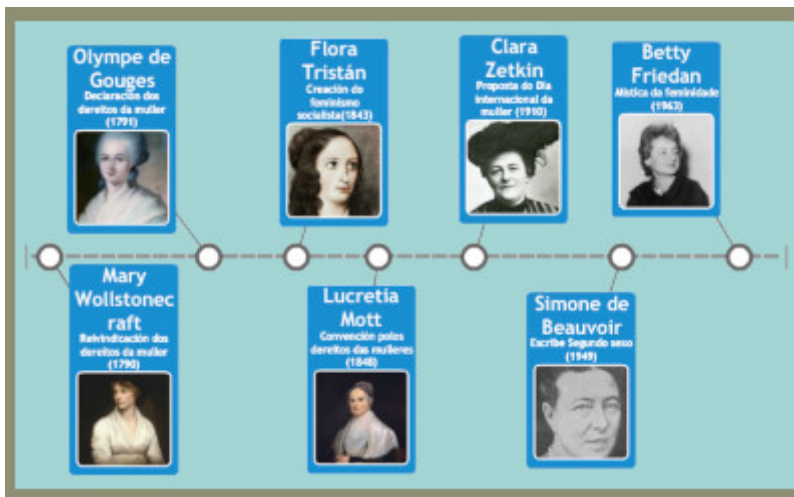 Olympe de
Gouges
Declaración dos
dereitos da muller
(1791)
Flora
Tristán
Creación do
feminismo
socialista(1843)
Clara
Zetkin
Proposta do Día
internacional da
muller (1910)
Betty
Friedan
Mística da feminidade
(1963)
Mary
Wollstonec
raft
Reivindicación dos
dereitos da muller
(1790)
Lucretia
Mott
Convención polos
dereitos das mulleres
(1848)
Simone de
Beauvoir
Escribe Segundo sexo
(1949)